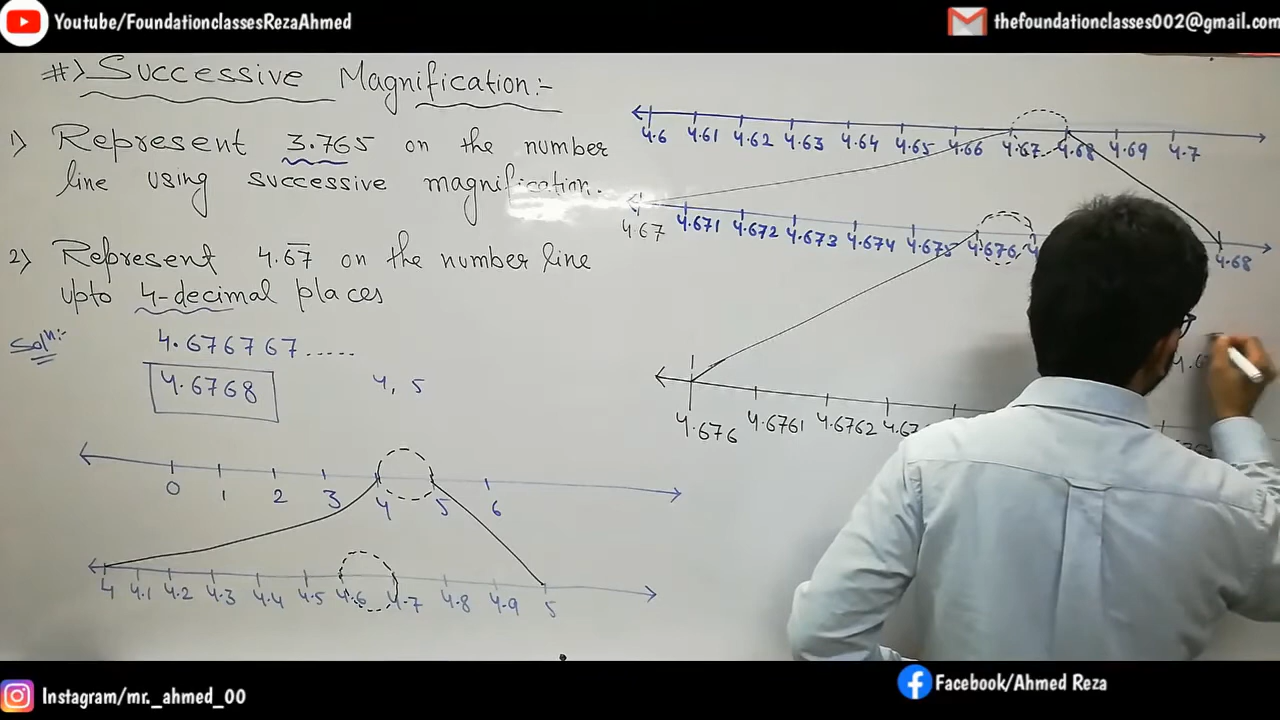 Youtube/FoundationclassesRezaAhmed
thefoundationclasses002@gmail.com
#) Successive Magnification:-
1) Represent 3.765 on the number
line using successive magnification.
2) Represent 4.6̅7̅ on the number line
upto 4-decimal places
Solⁿ:-
4.676767.....
4.6768
4, 5
0 1 2 3 4 5 6
4 4.1 4.2 4.3 4.4 4.5 4.6 4.7 4.8 4.9 5
4.6 4.61 4.62 4.63 4.64 4.65 4.66 4.67 4.68 4.69 4.7
4.67 4.671 4.672 4.673 4.674 4.675 4.676 4.68
4.676 4.6761 4.6762
Instagram/mr._ahmed_00
Facebook/Ahmed Reza